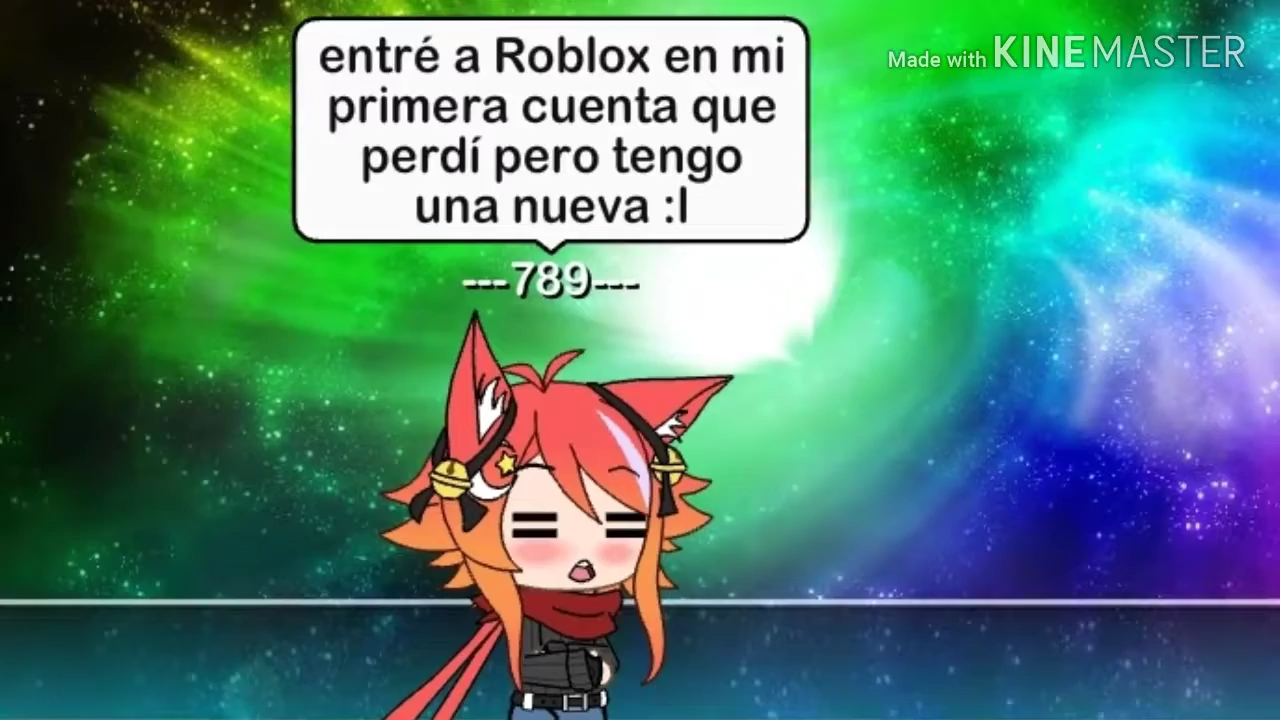 Made with KINEMASTER
entré a Roblox en mi
primera cuenta que
perdí pero tengo
una nueva :l
---789---